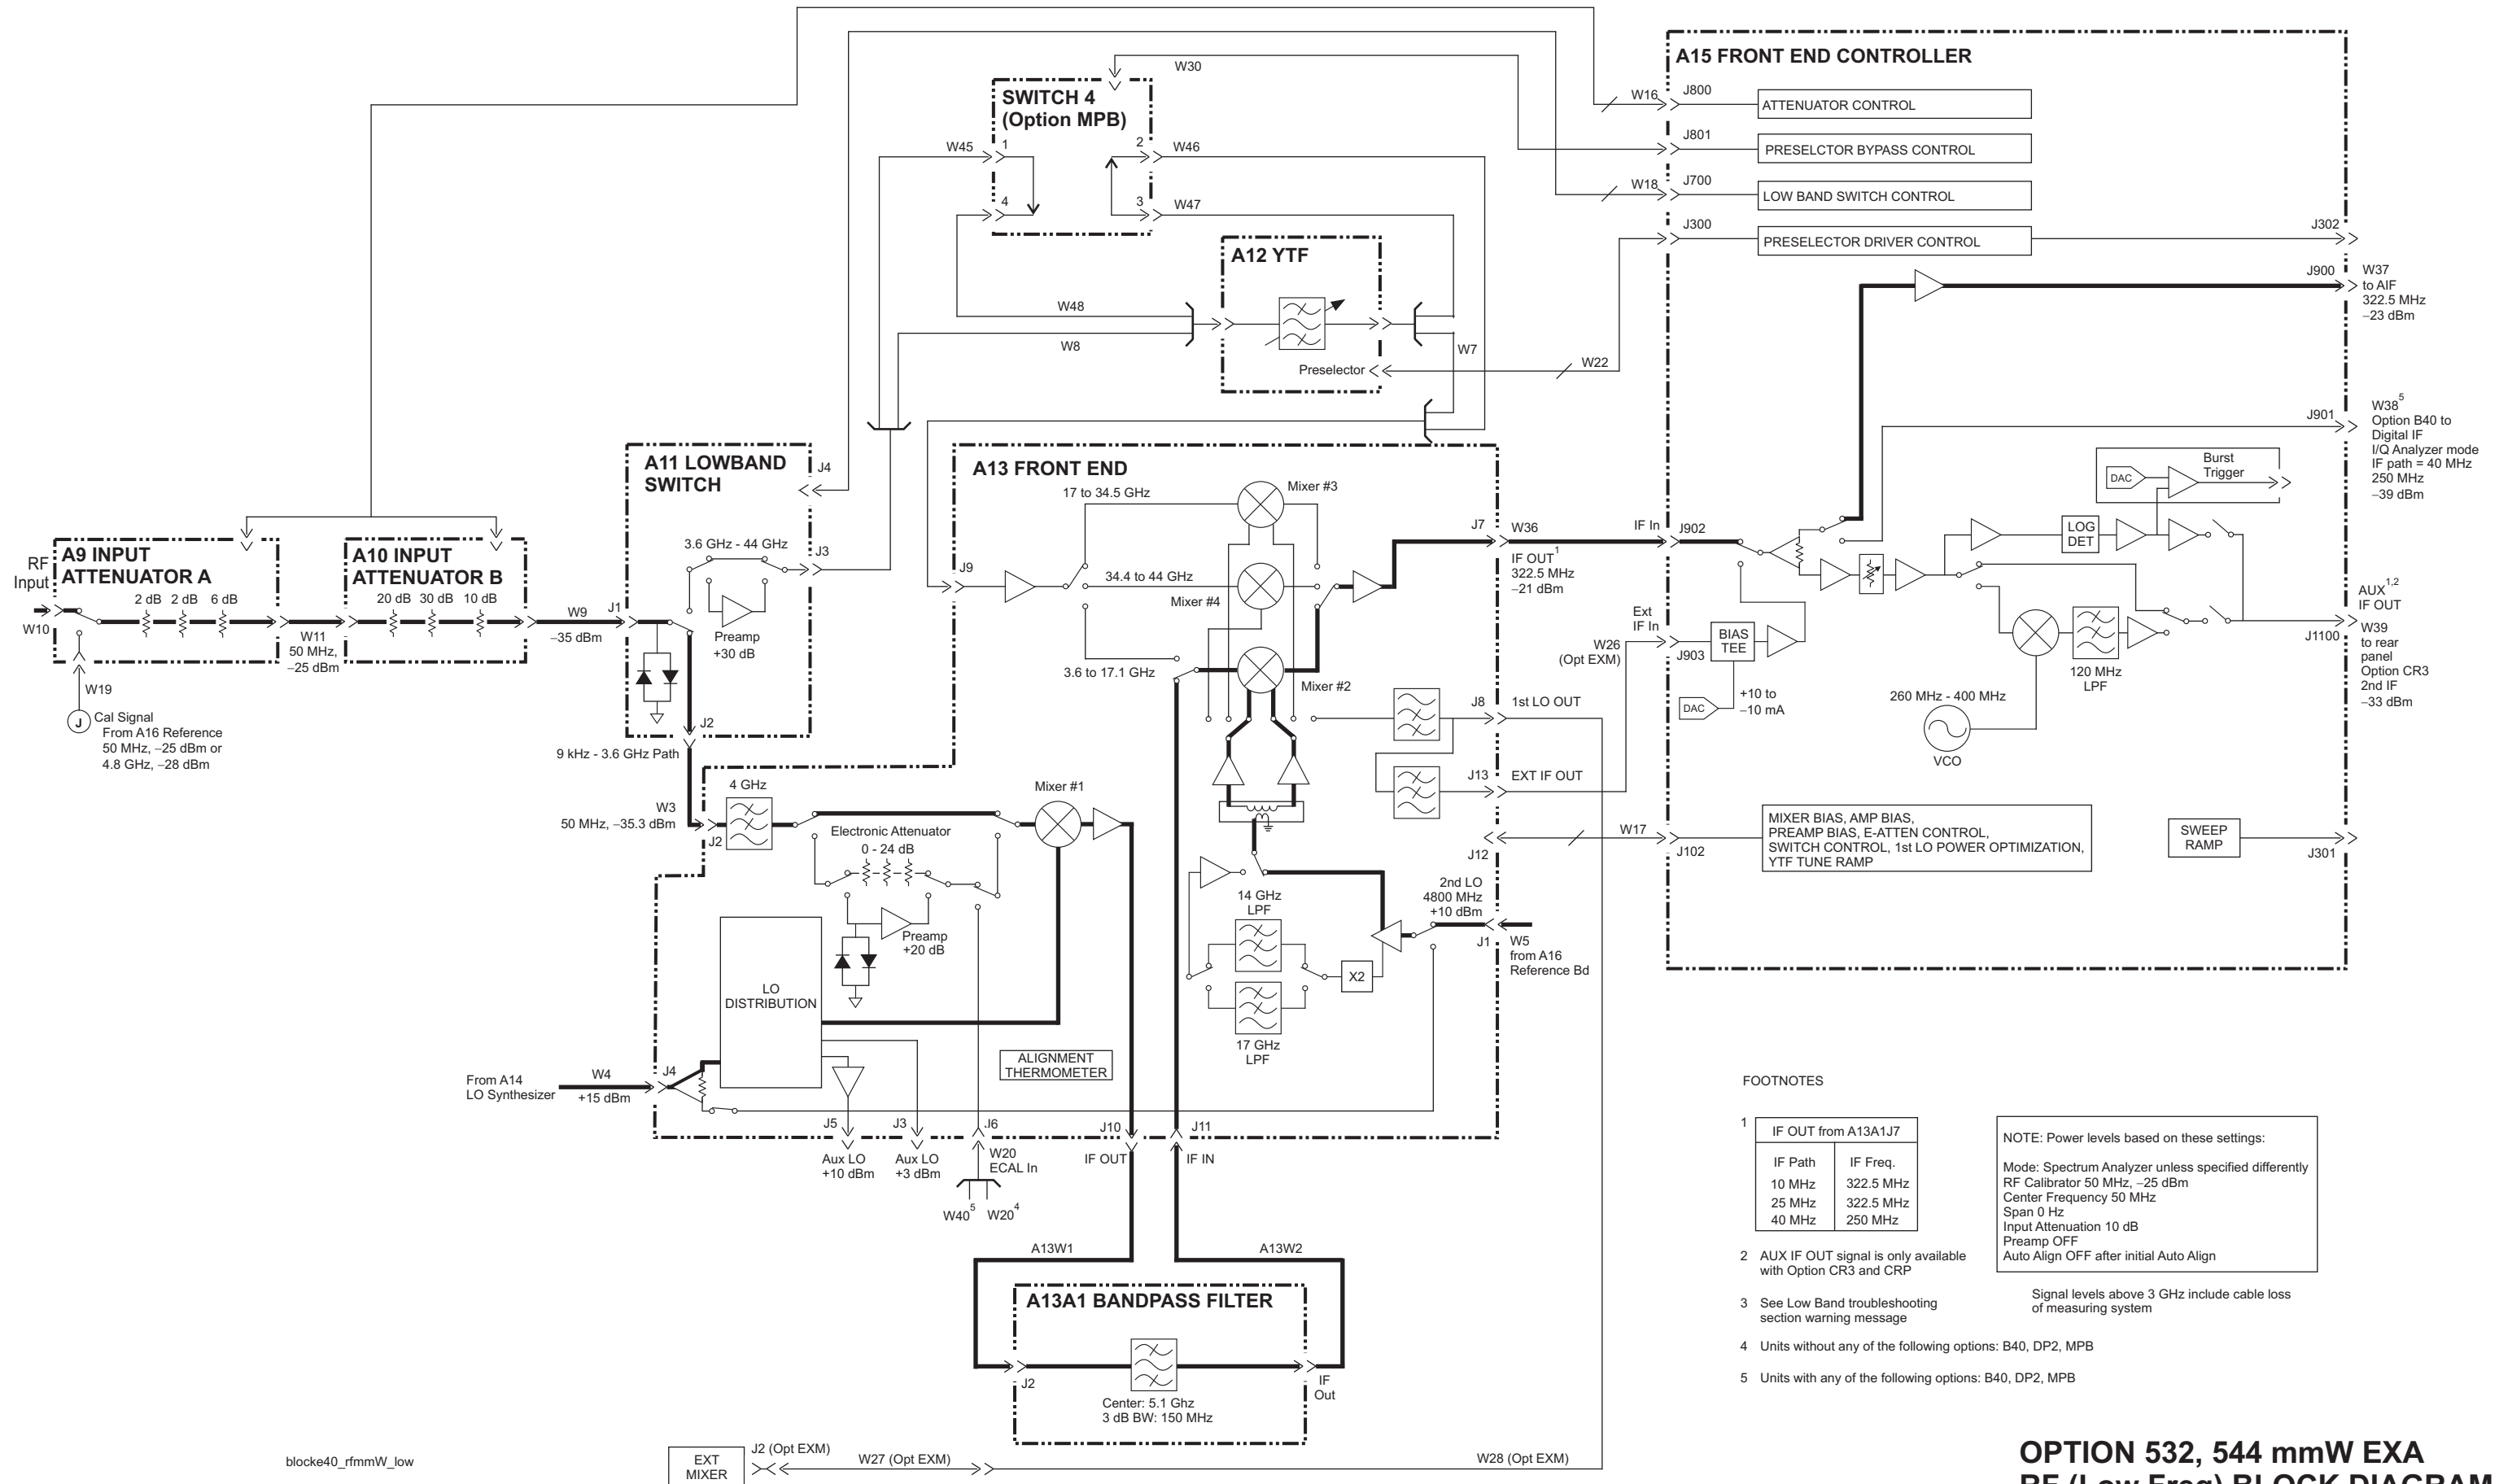 A15 FRONT END CONTROLLER
W30
SWITCH 4
(Option MPB)
W16
J800
ATTENUATOR CONTROL
J801
PRESELCTOR BYPASS CONTROL
W45
1
2
W46
W18
J700
LOW BAND SWITCH CONTROL
4
3
W47
J300
PRESELECTOR DRIVER CONTROL
J302
A12 YTF
J900
W37
to AIF
322.5 MHz
–23 dBm
W48
W8
W7
Preselector
W22
J901
W38⁵
Option B40 to
Digital IF
I/Q Analyzer mode
IF path = 40 MHz
250 MHz
–39 dBm
Burst
Trigger
DAC
A11 LOWBAND
SWITCH
J4
A13 FRONT END
17 to 34.5 GHz
Mixer #3
J7
W36
IF In
J902
LOG
DET
IF OUT¹
322.5 MHz
–21 dBm
3.6 GHz - 44 GHz
J3
J9
34.4 to 44 GHz
Mixer #4
RF
Input
A9 INPUT
ATTENUATOR A
A10 INPUT
ATTENUATOR B
2 dB 2 dB 6 dB
20 dB 30 dB 10 dB
W10
W11
50 MHz,
–25 dBm
W9
–35 dBm
J1
Preamp
+30 dB
Ext
IF In
W26
(Opt EXM)
J903
BIAS
TEE
DAC
+10 to
–10 mA
AUX¹,²
IF OUT
J1100
W39
to rear
panel
Option CR3
2nd IF
–33 dBm
120 MHz
LPF
260 MHz - 400 MHz
VCO
3.6 to 17.1 GHz
Mixer #2
W19
J
Cal Signal
From A16 Reference
50 MHz, –25 dBm or
4.8 GHz, –28 dBm
J2
9 kHz - 3.6 GHz Path
J8
1st LO OUT
J13
EXT IF OUT
W3
50 MHz, –35.3 dBm
J2
4 GHz
Mixer #1
Electronic Attenuator
0 - 24 dB
Preamp
+20 dB
J12
W17
J102
MIXER BIAS, AMP BIAS,
PREAMP BIAS, E-ATTEN CONTROL,
SWITCH CONTROL, 1st LO POWER OPTIMIZATION,
YTF TUNE RAMP
SWEEP
RAMP
J301
2nd LO
4800 MHz
+10 dBm
J1
W5
from A16
Reference Bd
14 GHz
LPF
X2
17 GHz
LPF
LO
DISTRIBUTION
ALIGNMENT
THERMOMETER
From A14
LO Synthesizer
W4
+15 dBm
J4
J5
J3
J6
J10
J11
Aux LO
+10 dBm
Aux LO
+3 dBm
W20
ECAL In
IF OUT
IF IN
W40⁵
W20⁴
A13W1
A13W2
A13A1 BANDPASS FILTER
J2
IF
Out
Center: 5.1 Ghz
3 dB BW: 150 MHz
FOOTNOTES
1
IF OUT from A13A1J7
IF Path IF Freq.
10 MHz 322.5 MHz
25 MHz 322.5 MHz
40 MHz 250 MHz
2 AUX IF OUT signal is only available
with Option CR3 and CRP
3 See Low Band troubleshooting
section warning message
4 Units without any of the following options: B40, DP2, MPB
5 Units with any of the following options: B40, DP2, MPB
NOTE: Power levels based on these settings:
Mode: Spectrum Analyzer unless specified differently
RF Calibrator 50 MHz, –25 dBm
Center Frequency 50 MHz
Span 0 Hz
Input Attenuation 10 dB
Preamp OFF
Auto Align OFF after initial Auto Align
Signal levels above 3 GHz include cable loss
of measuring system
blocke40_rfmmW_low
EXT
MIXER
J2 (Opt EXM)
W27 (Opt EXM)
W28 (Opt EXM)
OPTION 532, 544 mmW EXA
RF (Low Freq) BLOCK DIAGRAM